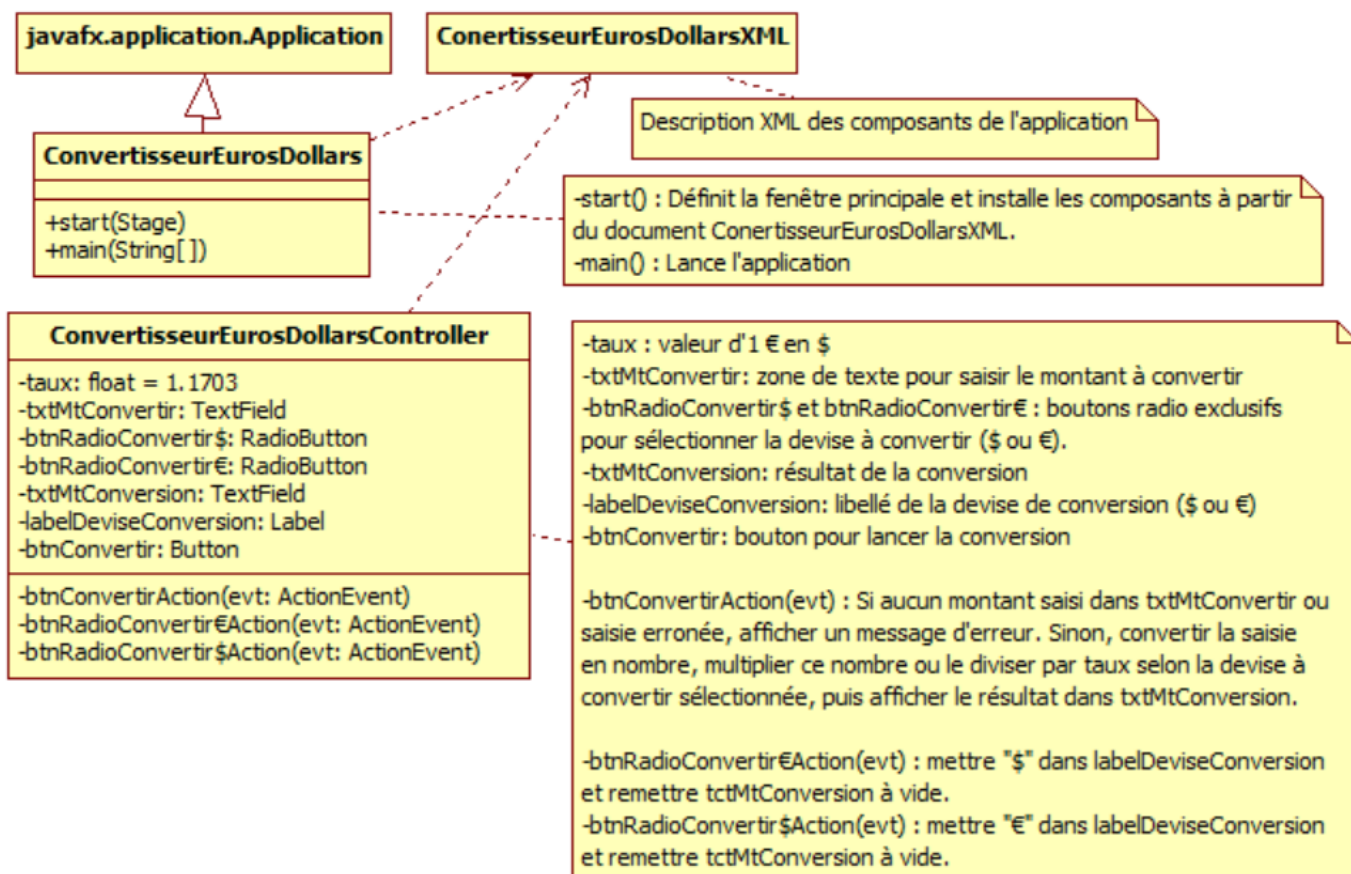 javafx.application.Application
ConertisseurEurosDollarsXML
Description XML des composants de l'application
ConvertisseurEurosDollars
+start(Stage)
+main(String[ ])
-start() : Définit la fenêtre principale et installe les composants à partir
du document ConertisseurEurosDollarsXML.
-main() : Lance l'application
ConvertisseurEurosDollarsController
-taux: float = 1.1703
-txtMtConvertir: TextField
-btnRadioConvertir$: RadioButton
-btnRadioConvertir€: RadioButton
-txtMtConversion: TextField
-labelDeviseConversion: Label
-btnConvertir: Button
-btnConvertirAction(evt: ActionEvent)
-btnRadioConvertir€Action(evt: ActionEvent)
-btnRadioConvertir$Action(evt: ActionEvent)
-taux : valeur d'1 € en $
-txtMtConvertir: zone de texte pour saisir le montant à convertir
-btnRadioConvertir$ et btnRadioConvertir€ : boutons radio exclusifs
pour sélectionner la devise à convertir ($ ou €).
-txtMtConversion: résultat de la conversion
-labelDeviseConversion: libellé de la devise de conversion ($ ou €)
-btnConvertir: bouton pour lancer la conversion
-btnConvertirAction(evt) : Si aucun montant saisi dans txtMtConvertir ou
saisie erronée, afficher un message d'erreur. Sinon, convertir la saisie
en nombre, multiplier ce nombre ou le diviser par taux selon la devise à
convertir sélectionnée, puis afficher le résultat dans txtMtConversion.
-btnRadioConvertir€Action(evt) : mettre "$" dans labelDeviseConversion
et remettre tctMtConversion à vide.
-btnRadioConvertir$Action(evt) : mettre "€" dans labelDeviseConversion
et remettre tctMtConversion à vide.